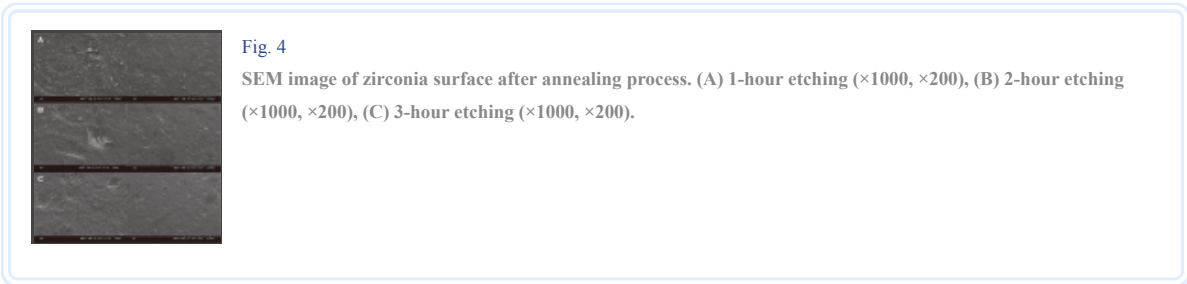 Fig. 4
SEM image of zirconia surface after annealing process. (A) 1-hour etching (×1000, ×200), (B) 2-hour etching
(×1000, ×200), (C) 3-hour etching (×1000, ×200).
A
B
C